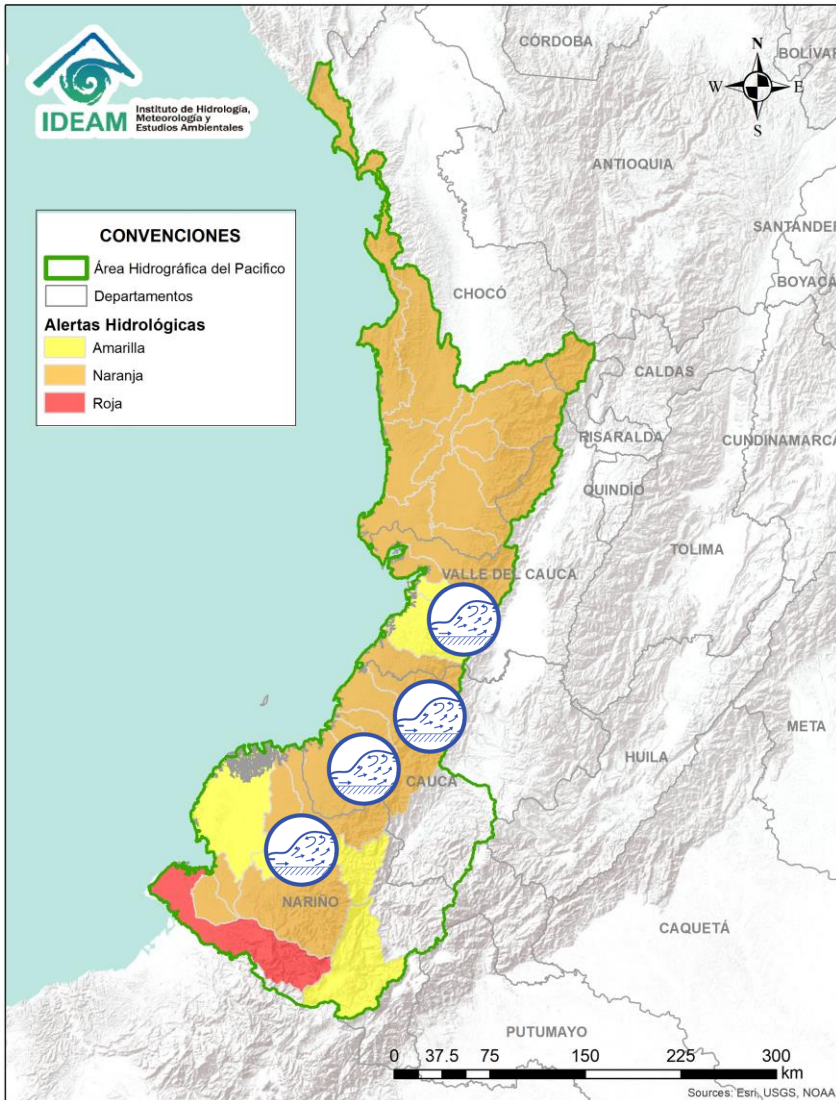 IDEAM
Instituto de Hidrología,
Meteorología y
Estudios Ambientales
CÓRDOBA
BOLÍVAR
N
W
E
S
ANTIOQUIA
SANTANDER
BOYACÁ
CONVENCIONES
Área Hidrográfica del Pacifico
Departamentos
Alertas Hidrológicas
Amarilla
Naranja
Roja
CHOCÓ
CALDAS
RISARALDA
CUNDINAMARCA
QUINDÍO
TOLIMA
VALLE DEL CAUCA
META
HUILA
CAUCA
NARIÑO
CAQUETÁ
PUTUMAYO
0 37.5 75 150 225 300
km
Sources: Esri, USGS, NOAA